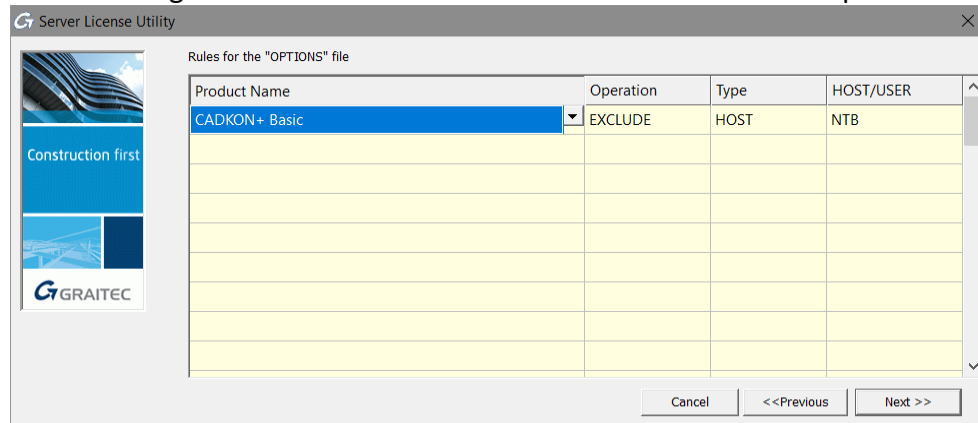 Server License Utility
Rules for the "OPTIONS" file
Product Name Operation Type HOST/USER
CADKON+ Basic EXCLUDE HOST NTB
Construction first
GRAITEC
Cancel <<Previous Next >>